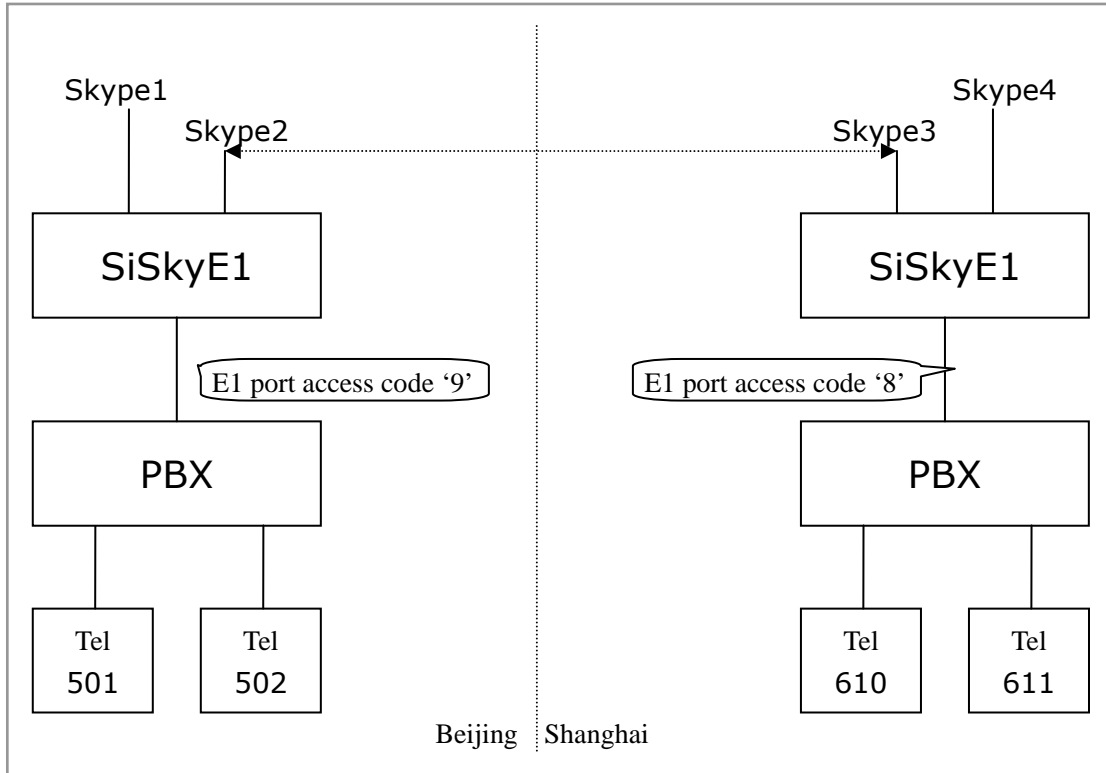 Skype1
Skype4
Skype2
Skype3
SiSkyE1
SiSkyE1
E1 port access code ‘9’
E1 port access code ‘8’
PBX
PBX
Tel
501
Tel
502
Tel
610
Tel
611
Beijing
Shanghai